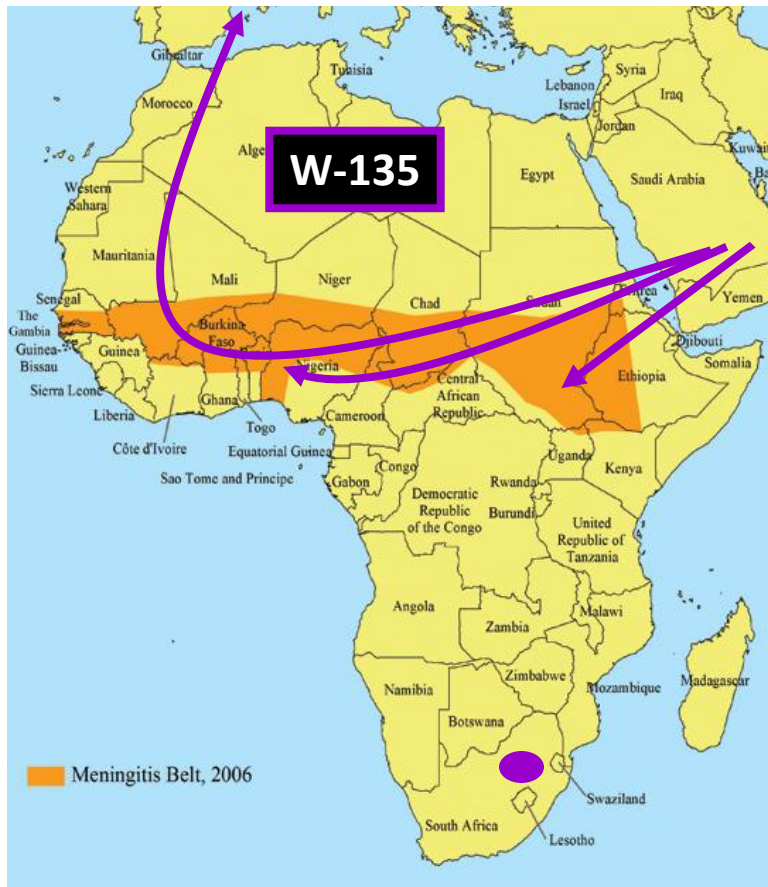 Gibraltar
Tunisia
Syria
Lebanon
Israel
Iraq
Jordan
Morocco
W-135
Kuwait
Egypt
Saudi Arabia
Western
Sahara
Mauritania
Mali
Niger
Chad
Sudan
Eritrea
Yemen
Senegal
The
Gambia
Guinea-
Bissau
Guinea
Burkina
Faso
Nigeria
Djibouti
Somalia
Ethiopia
Sierra Leone
Liberia
Ghana
Central
African
Republic
Cameroon
Togo
Côte d'Ivoire
Equatorial Guinea
Sao Tome and Principe
Gabon
Congo
Uganda
Kenya
Democratic
Republic
of the Congo
Rwanda
Burundi
United
Republic of
Tanzania
Angola
Malawi
Zambia
Zimbabwe
Mozambique
Madagascar
Namibia
Botswana
Meningitis Belt, 2006
Swaziland
South Africa
Lesotho